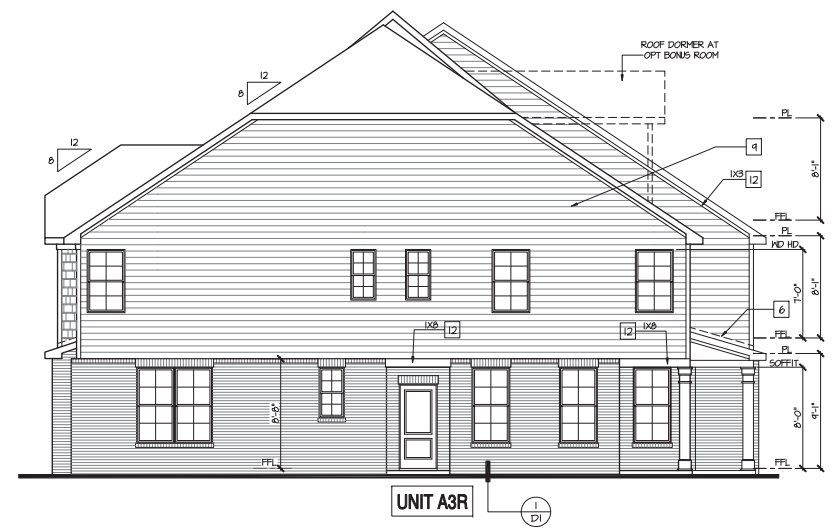 ROOF DORMER AT
OPT BONUS ROOM
12
8
12
8
PL
9
8'-1"
1X3 12
FFL
PL
WD HD
7'-0"
8'-1"
6
FFL
1X8 12
12 1X8
PL
SOFFIT
8'-8"
8'-0"
9'-1"
FFL
FFL
UNIT A3R
1
D1